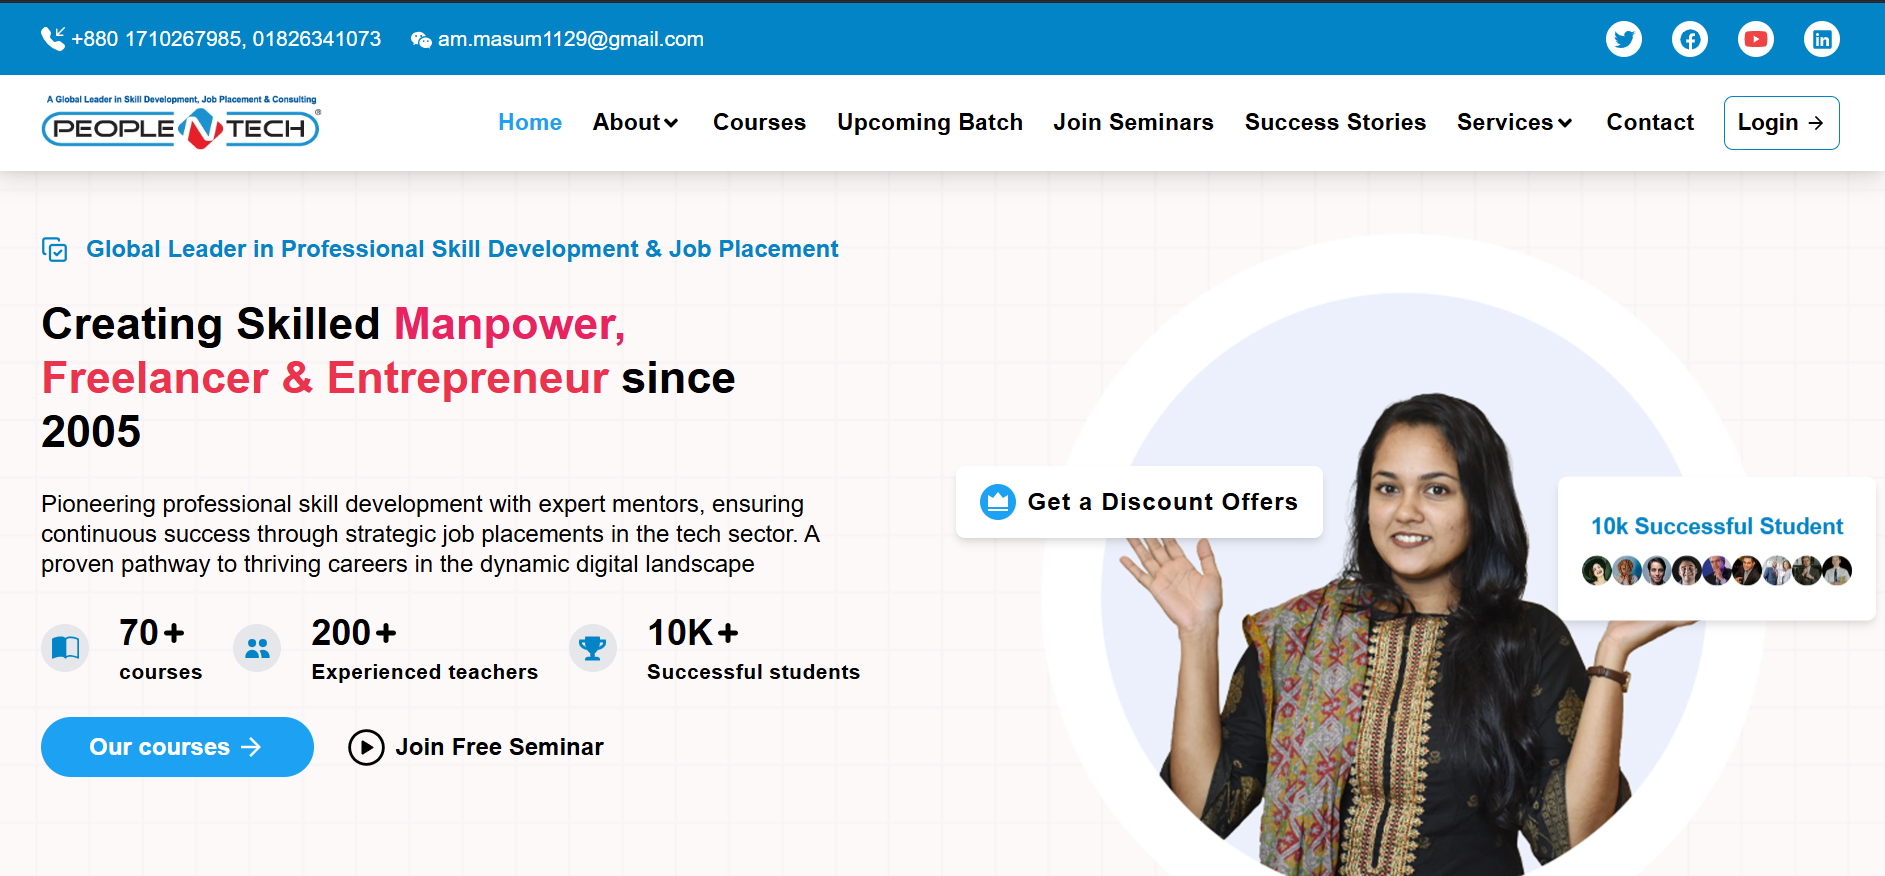 +880 1710267985, 01826341073 am.masum1129@gmail.com
A Global Leader in Skill Development, Job Placement & Consulting
PEOPLE N TECH ®
Home About Courses Upcoming Batch Join Seminars Success Stories Services Contact Login →
Global Leader in Professional Skill Development & Job Placement
Creating Skilled Manpower,
Freelancer & Entrepreneur since
2005
Pioneering professional skill development with expert mentors, ensuring
continuous success through strategic job placements in the tech sector. A
proven pathway to thriving careers in the dynamic digital landscape
70+
courses
200+
Experienced teachers
10K+
Successful students
Our courses →
Join Free Seminar
Get a Discount Offers
10k Successful Student